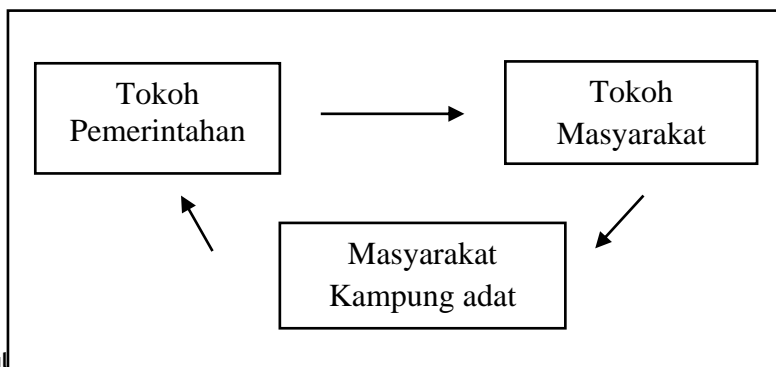 Tokoh
Pemerintahan
Tokoh
Masyarakat
Masyarakat
Kampung adat